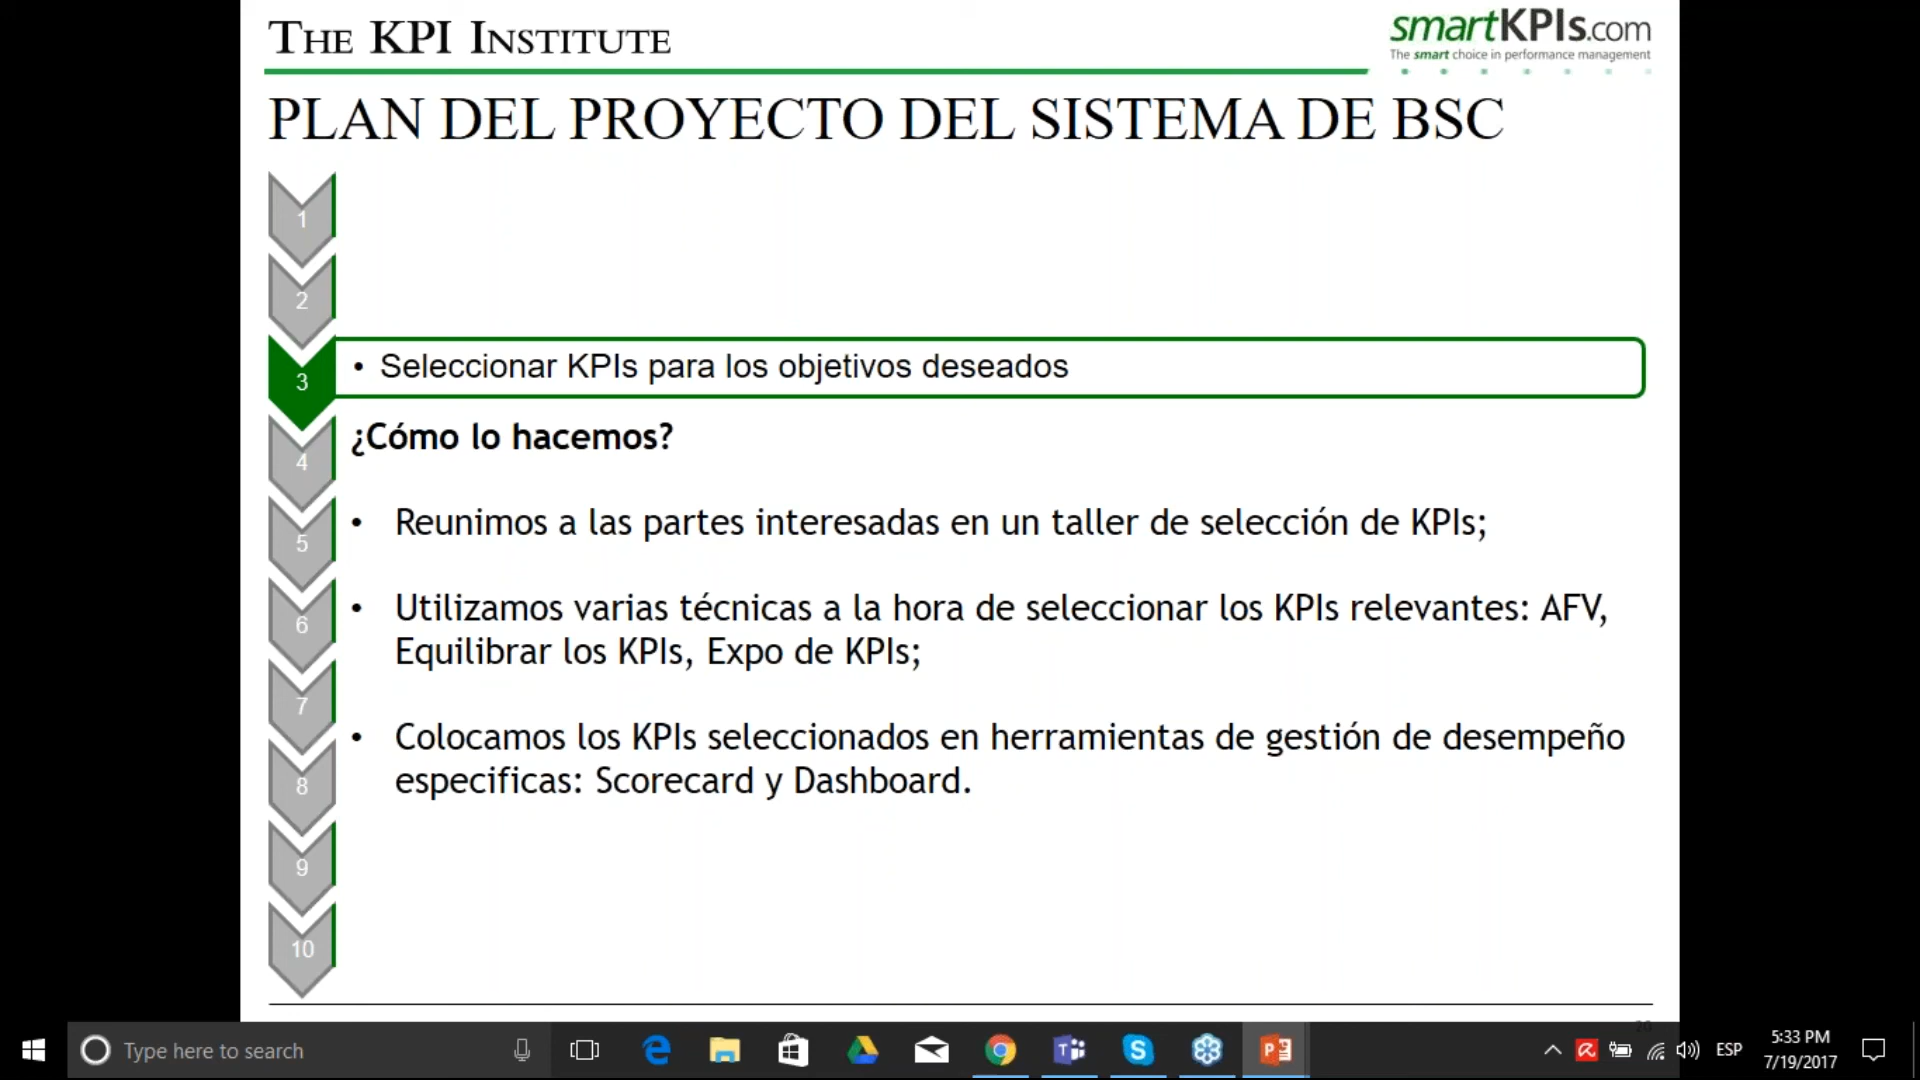 THE KPI INSTITUTE
smartKPIs.com
The smart choice in performance management
PLAN DEL PROYECTO DEL SISTEMA DE BSC
1
2
3
• Seleccionar KPIs para los objetivos deseados
4
¿Cómo lo hacemos?
5
• Reunimos a las partes interesadas en un taller de selección de KPIs;
6
• Utilizamos varias técnicas a la hora de seleccionar los KPIs relevantes: AFV,
Equilibrar los KPIs, Expo de KPIs;
7
• Colocamos los KPIs seleccionados en herramientas de gestión de desempeño
especificas: Scorecard y Dashboard.
8
9
10
20
Type here to search
ESP
5:33 PM
7/19/2017